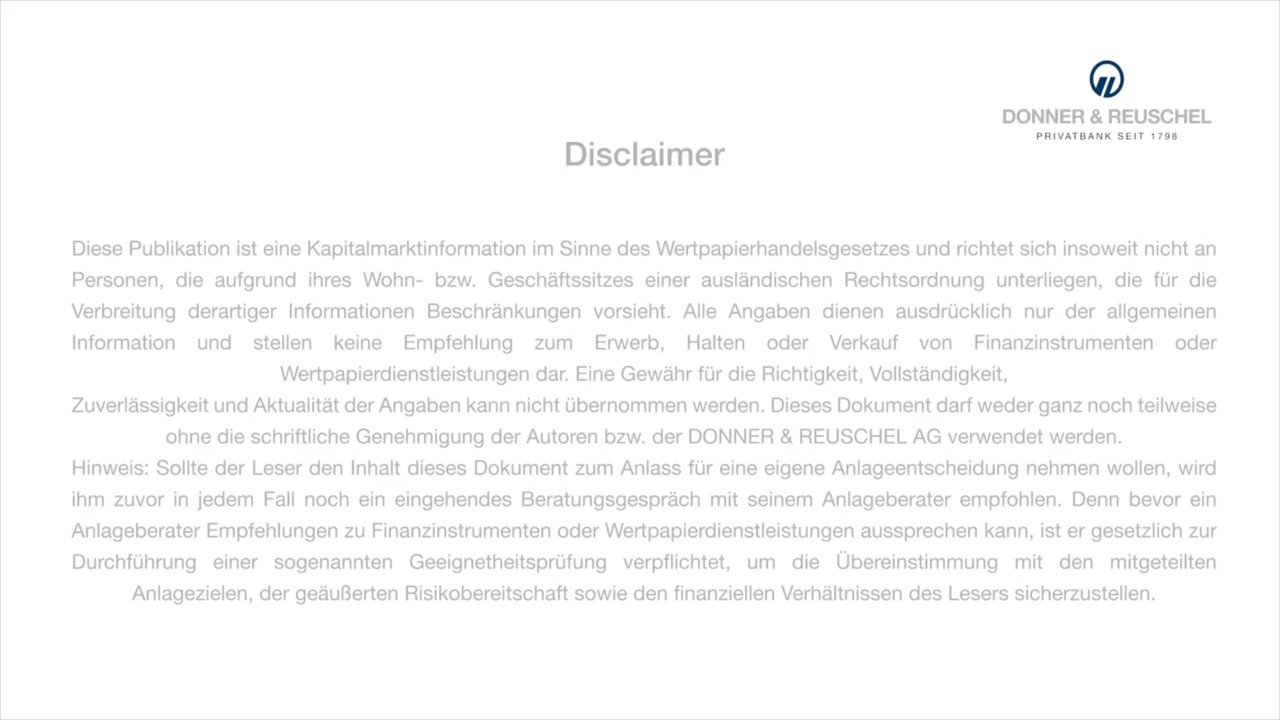 DONNER & REUSCHEL
PRIVATBANK SEIT 1798
Disclaimer
Diese Publikation ist eine Kapitalmarktinformation im Sinne des Wertpapierhandelsgesetzes und richtet sich insoweit nicht an
Personen, die aufgrund ihres Wohn- bzw. Geschäftssitzes einer ausländischen Rechtsordnung unterliegen, die für die
Verbreitung derartiger Informationen Beschränkungen vorsieht. Alle Angaben dienen ausdrücklich nur der allgemeinen
Information und stellen keine Empfehlung zum Erwerb, Halten oder Verkauf von Finanzinstrumenten oder
Wertpapierdienstleistungen dar. Eine Gewähr für die Richtigkeit, Vollständigkeit,
Zuverlässigkeit und Aktualität der Angaben kann nicht übernommen werden. Dieses Dokument darf weder ganz noch teilweise
ohne die schriftliche Genehmigung der Autoren bzw. der DONNER & REUSCHEL AG verwendet werden.
Hinweis: Sollte der Leser den Inhalt dieses Dokument zum Anlass für eine eigene Anlageentscheidung nehmen wollen, wird
ihm zuvor in jedem Fall noch ein eingehendes Beratungsgespräch mit seinem Anlageberater empfohlen. Denn bevor ein
Anlageberater Empfehlungen zu Finanzinstrumenten oder Wertpapierdienstleistungen aussprechen kann, ist er gesetzlich zur
Durchführung einer sogenannten Geeignetheitsprüfung verpflichtet, um die Übereinstimmung mit den mitgeteilten
Anlagezielen, der geäußerten Risikobereitschaft sowie den finanziellen Verhältnissen des Lesers sicherzustellen.